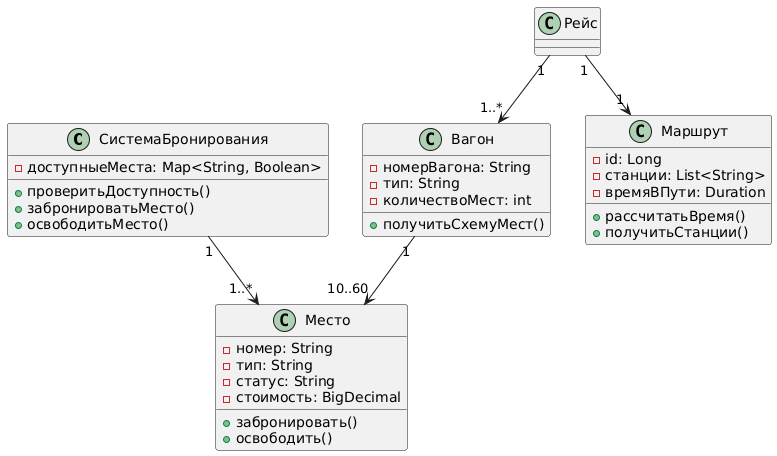 C Рейс
1
1
1..*
1
C СистемаБронирования
доступныеМеста: Map<String, Boolean>
проверитьДоступность()
забронироватьМесто()
освободитьМесто()
C Вагон
номерВагона: String
тип: String
количествоМест: int
получитьСхемуМест()
C Маршрут
id: Long
станции: List<String>
времяВПути: Duration
рассчитатьВремя()
получитьСтанции()
1
1
1..*
10..60
C Место
номер: String
тип: String
статус: String
стоимость: BigDecimal
забронировать()
освободить()